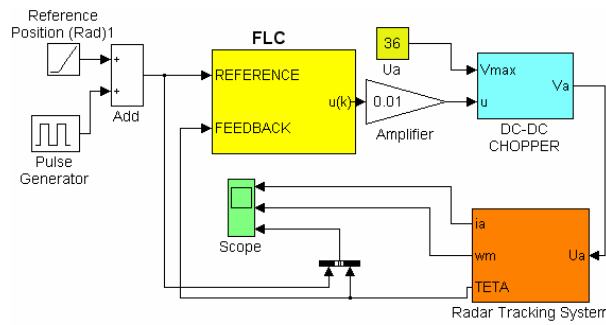 Reference
Position (Rad)1
+
+
Add
Pulse
Generator
FLC
REFERENCE
u(k)
FEEDBACK
36
Ua
0.01
Amplifier
Vmax
Va
u
DC-DC
CHOPPER
Scope
ia
wm
Ua
TETA
Radar Tracking System